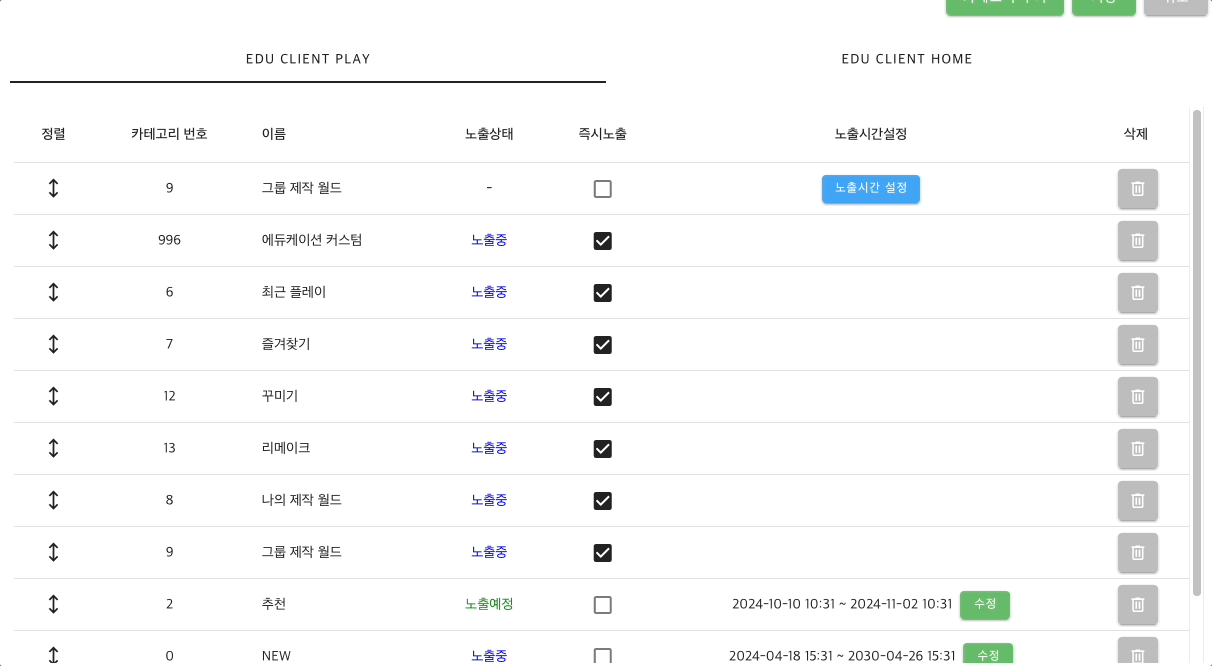 EDU CLIENT PLAY EDU CLIENT HOME
정렬 카테고리 번호 이름 노출상태 즉시노출 노출시간설정 삭제
9 그룹 제작 월드 - 노출시간 설정
996 에듀케이션 커스텀 노출중
6 최근 플레이 노출중
7 즐겨찾기 노출중
12 꾸미기 노출중
13 리메이크 노출중
8 나의 제작 월드 노출중
9 그룹 제작 월드 노출중
2 추천 노출예정 2024-10-10 10:31 ~ 2024-11-02 10:31 수정
0 NEW 노출중 2024-04-18 15:31 ~ 2030-04-26 15:31 수정